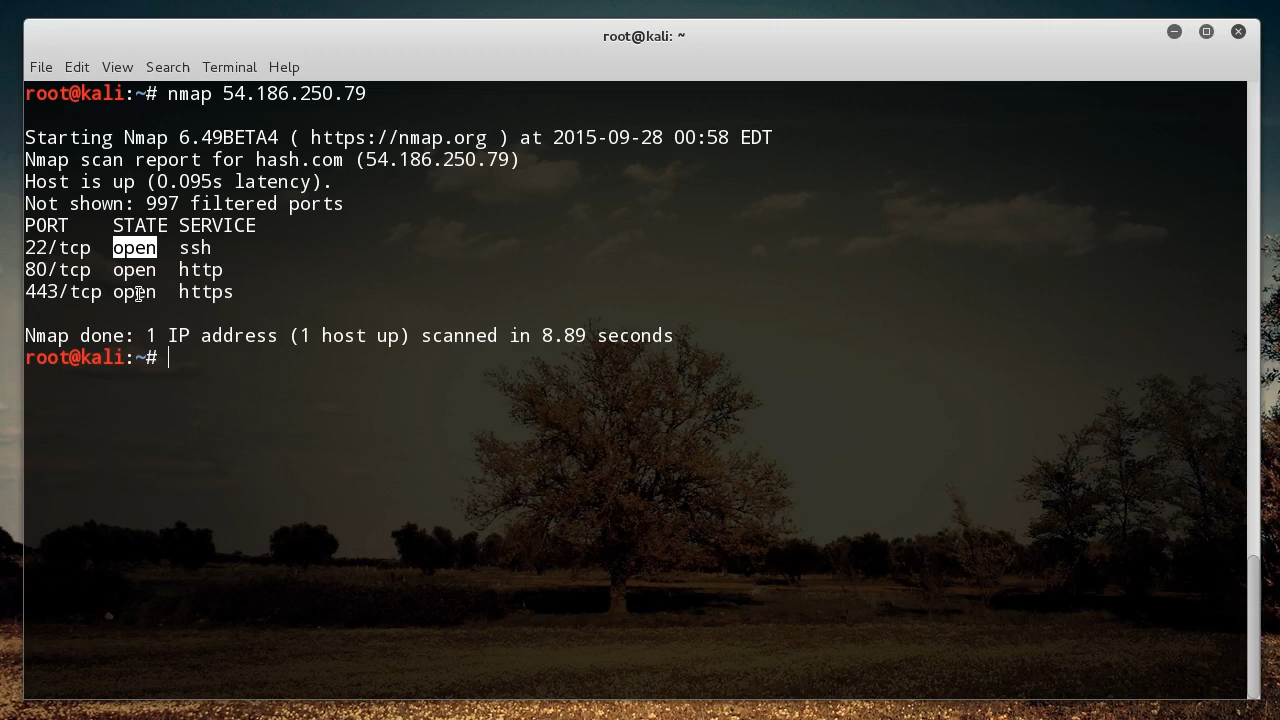 root@kali: ~
File Edit View Search Terminal Help
root@kali:~# nmap 54.186.250.79
Starting Nmap 6.49BETA4 ( https://nmap.org ) at 2015-09-28 00:58 EDT
Nmap scan report for hash.com (54.186.250.79)
Host is up (0.095s latency).
Not shown: 997 filtered ports
PORT    STATE SERVICE
22/tcp  open  ssh
80/tcp  open  http
443/tcp open  https
Nmap done: 1 IP address (1 host up) scanned in 8.89 seconds
root@kali:~#